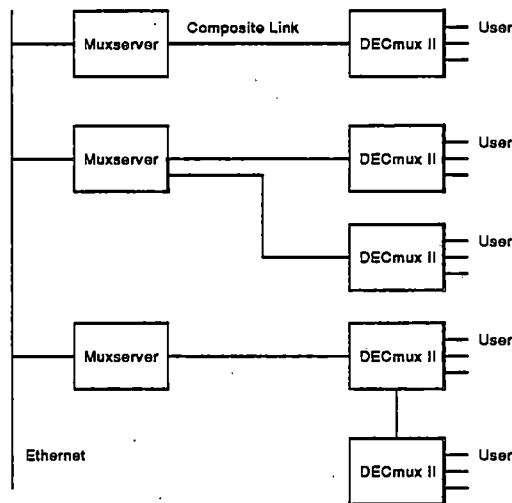 User
Composite Link
Muxserver
DECmux II
User
Muxserver
DECmux II
User
DECmux II
User
Muxserver
DECmux II
Ethernet
User
DECmux II